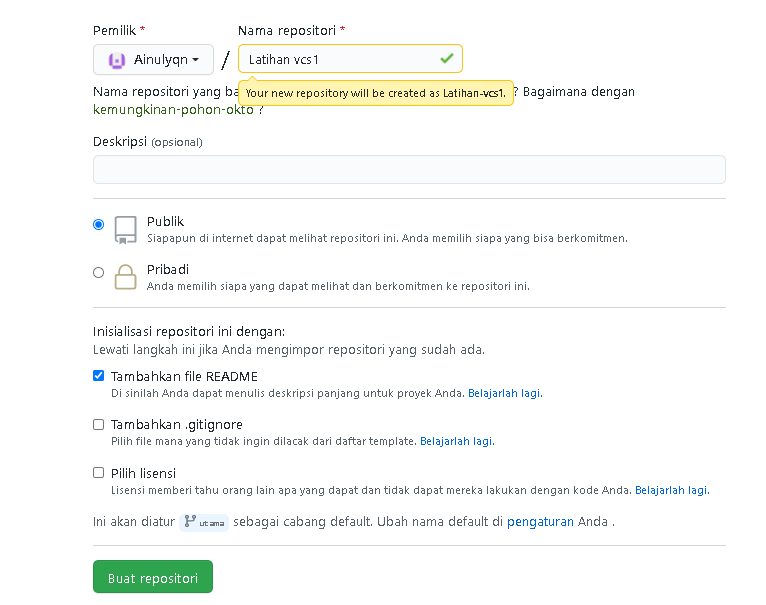 Pemilik * Nama repositori *
Ainulyqn / Latihan vcs1
Nama repositori yang ba ? Bagaimana dengan
Your new repository will be created as Latihan-vcs1.
kemungkinan-pohon-okto ?
Deskripsi (opsional)
Publik
Siapapun di internet dapat melihat repositori ini. Anda memilih siapa yang bisa berkomitmen.
Pribadi
Anda memilih siapa yang dapat melihat dan berkomitmen ke repositori ini.
Inisialisasi repositori ini dengan:
Lewati langkah ini jika Anda mengimpor repositori yang sudah ada.
Tambahkan file README
Di sinilah Anda dapat menulis deskripsi panjang untuk proyek Anda. Belajarlah lagi.
Tambahkan .gitignore
Pilih file mana yang tidak ingin dilacak dari daftar template. Belajarlah lagi.
Pilih lisensi
Lisensi memberi tahu orang lain apa yang dapat dan tidak dapat mereka lakukan dengan kode Anda. Belajarlah lagi.
Ini akan diatur utama sebagai cabang default. Ubah nama default di pengaturan Anda .
Buat repositori